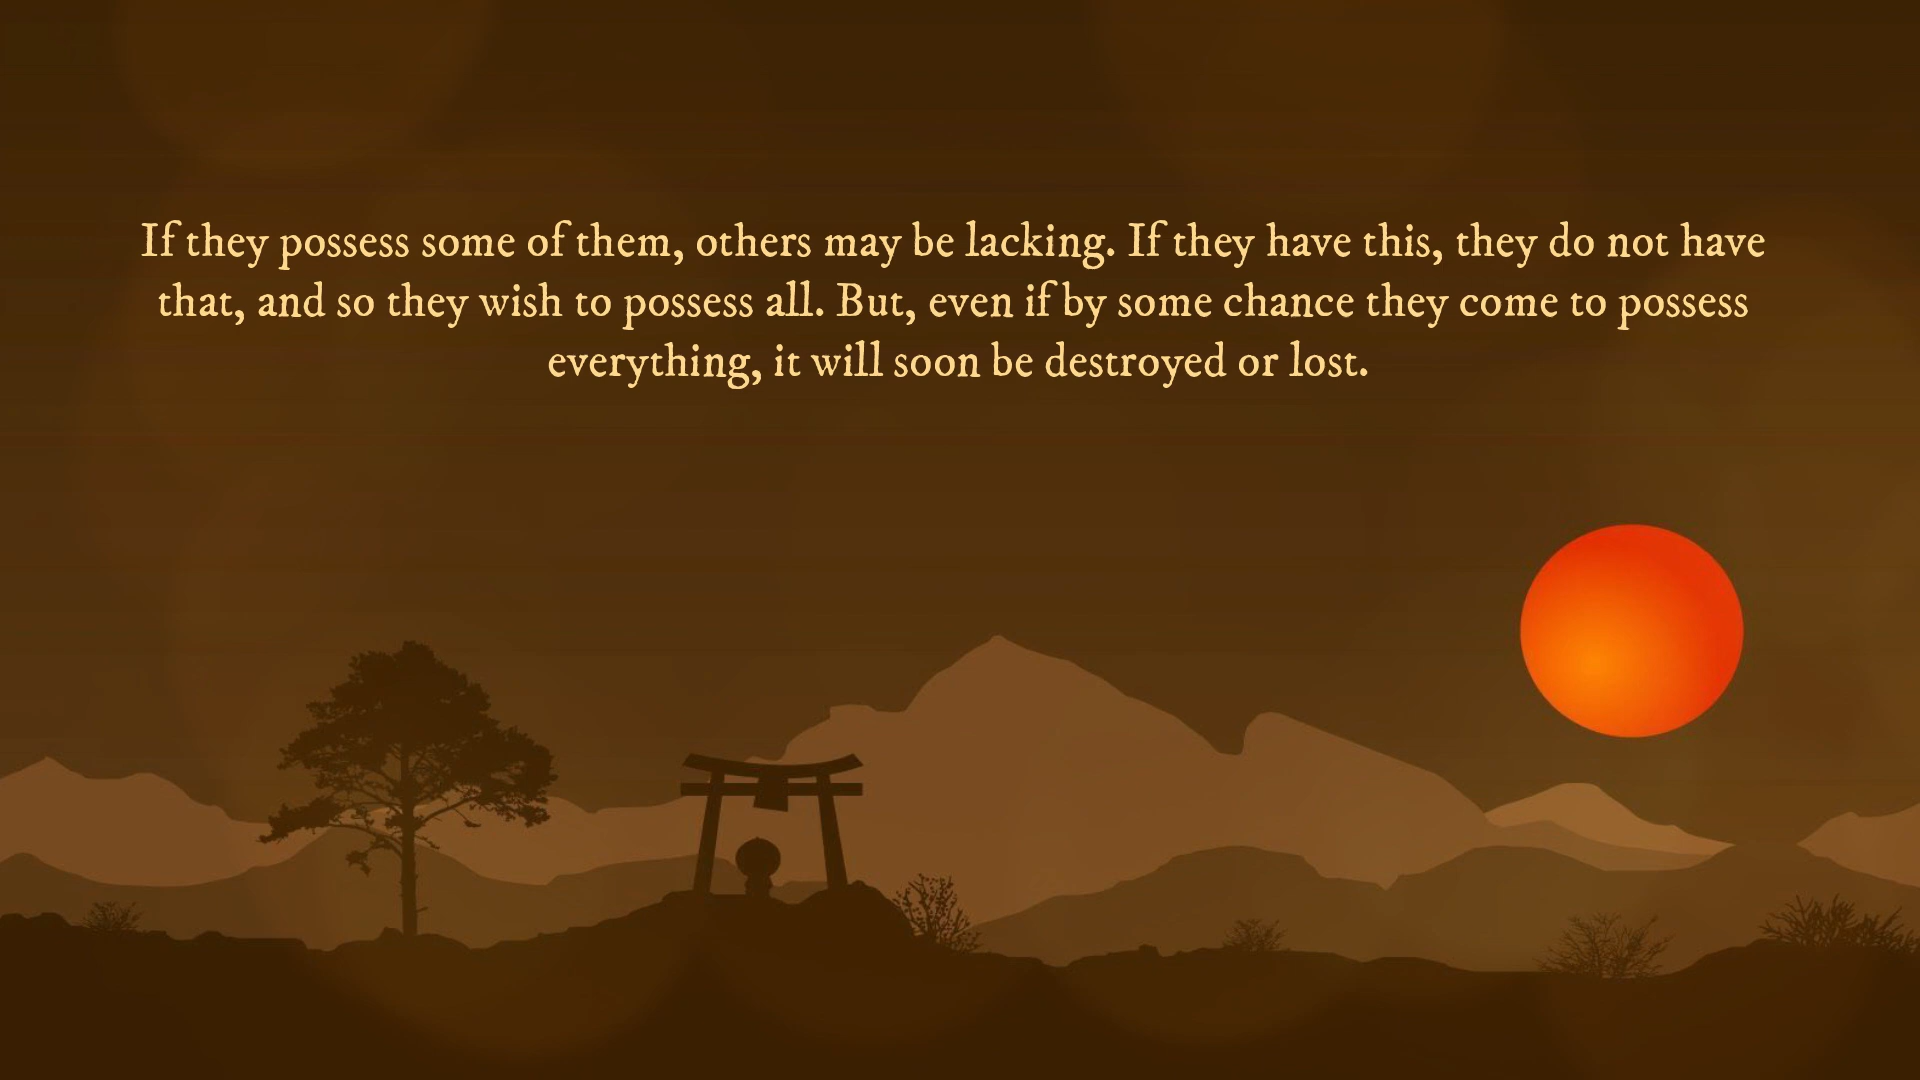 If they possess some of them, others may be lacking. If they have this, they do not have
that, and so they wish to possess all. But, even if by some chance they come to possess
everything, it will soon be destroyed or lost.